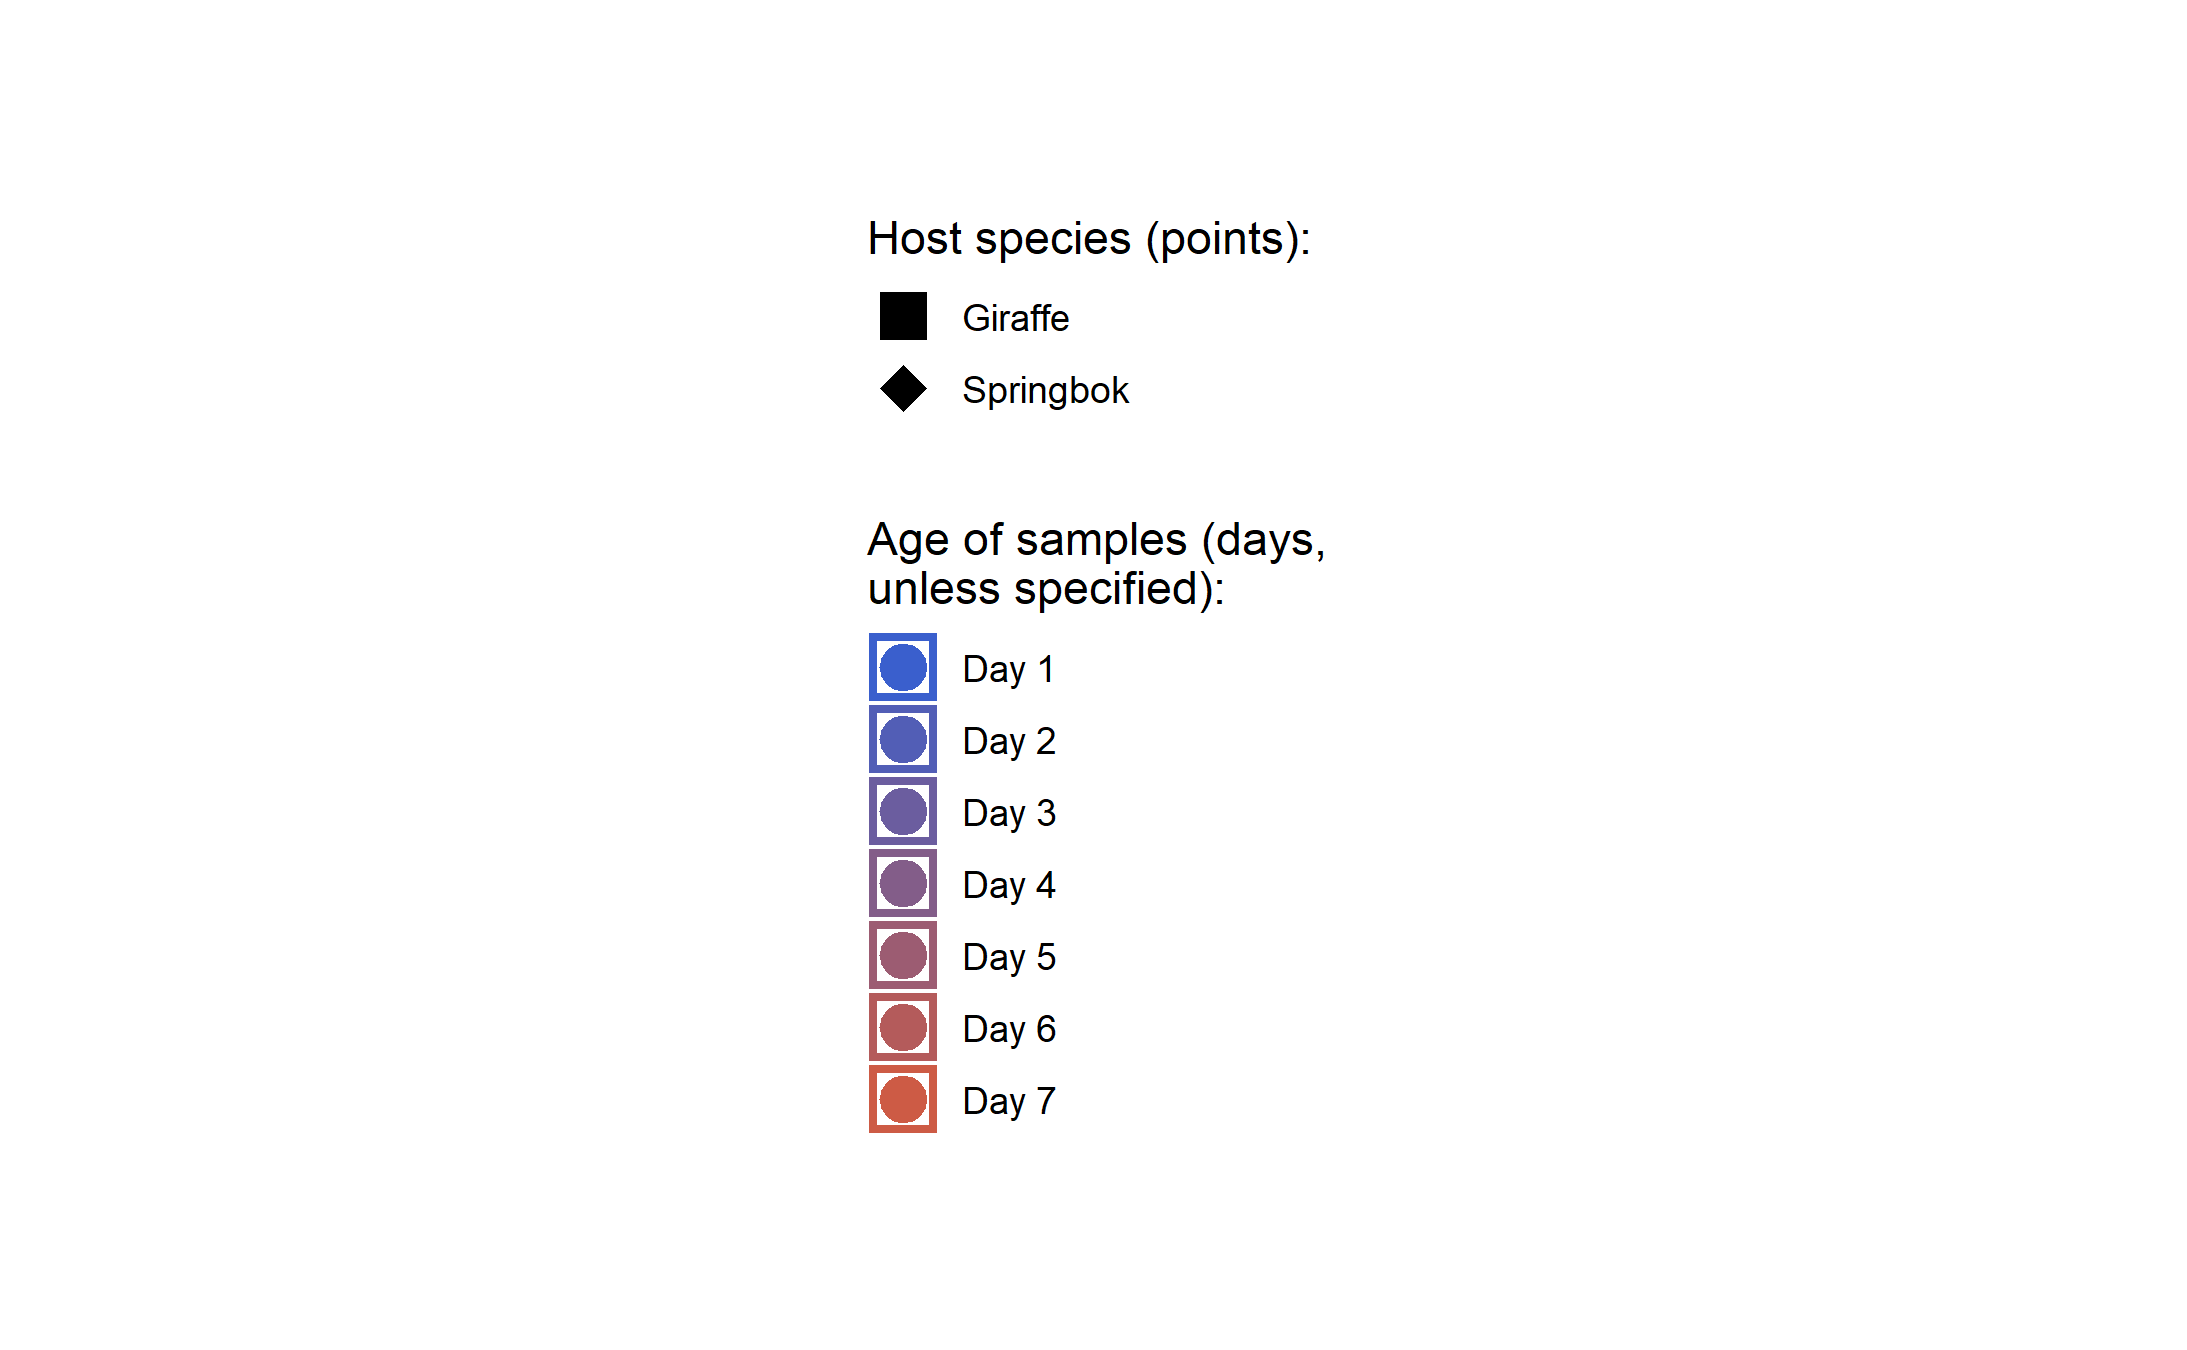 Host species (points):
Giraffe
Springbok
Age of samples (days,
unless specified):
Day 1
Day 2
Day 3
Day 4
Day 5
Day 6
Day 7